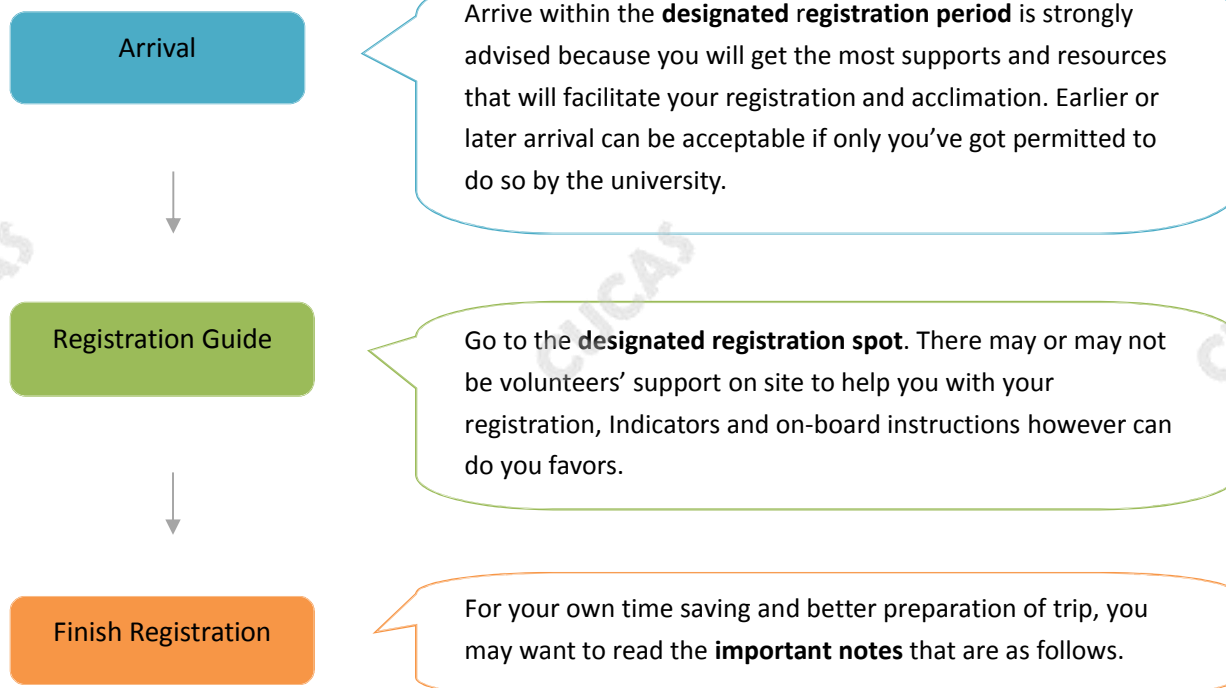 Arrival
Arrive within the designated registration period is strongly
advised because you will get the most supports and resources
that will facilitate your registration and acclimation. Earlier or
later arrival can be acceptable if only you’ve got permitted to
do so by the university.
CUCAS
Registration Guide
Go to the designated registration spot. There may or may not
be volunteers’ support on site to help you with your
registration, Indicators and on-board instructions however can
do you favors.
Finish Registration
For your own time saving and better preparation of trip, you
may want to read the important notes that are as follows.